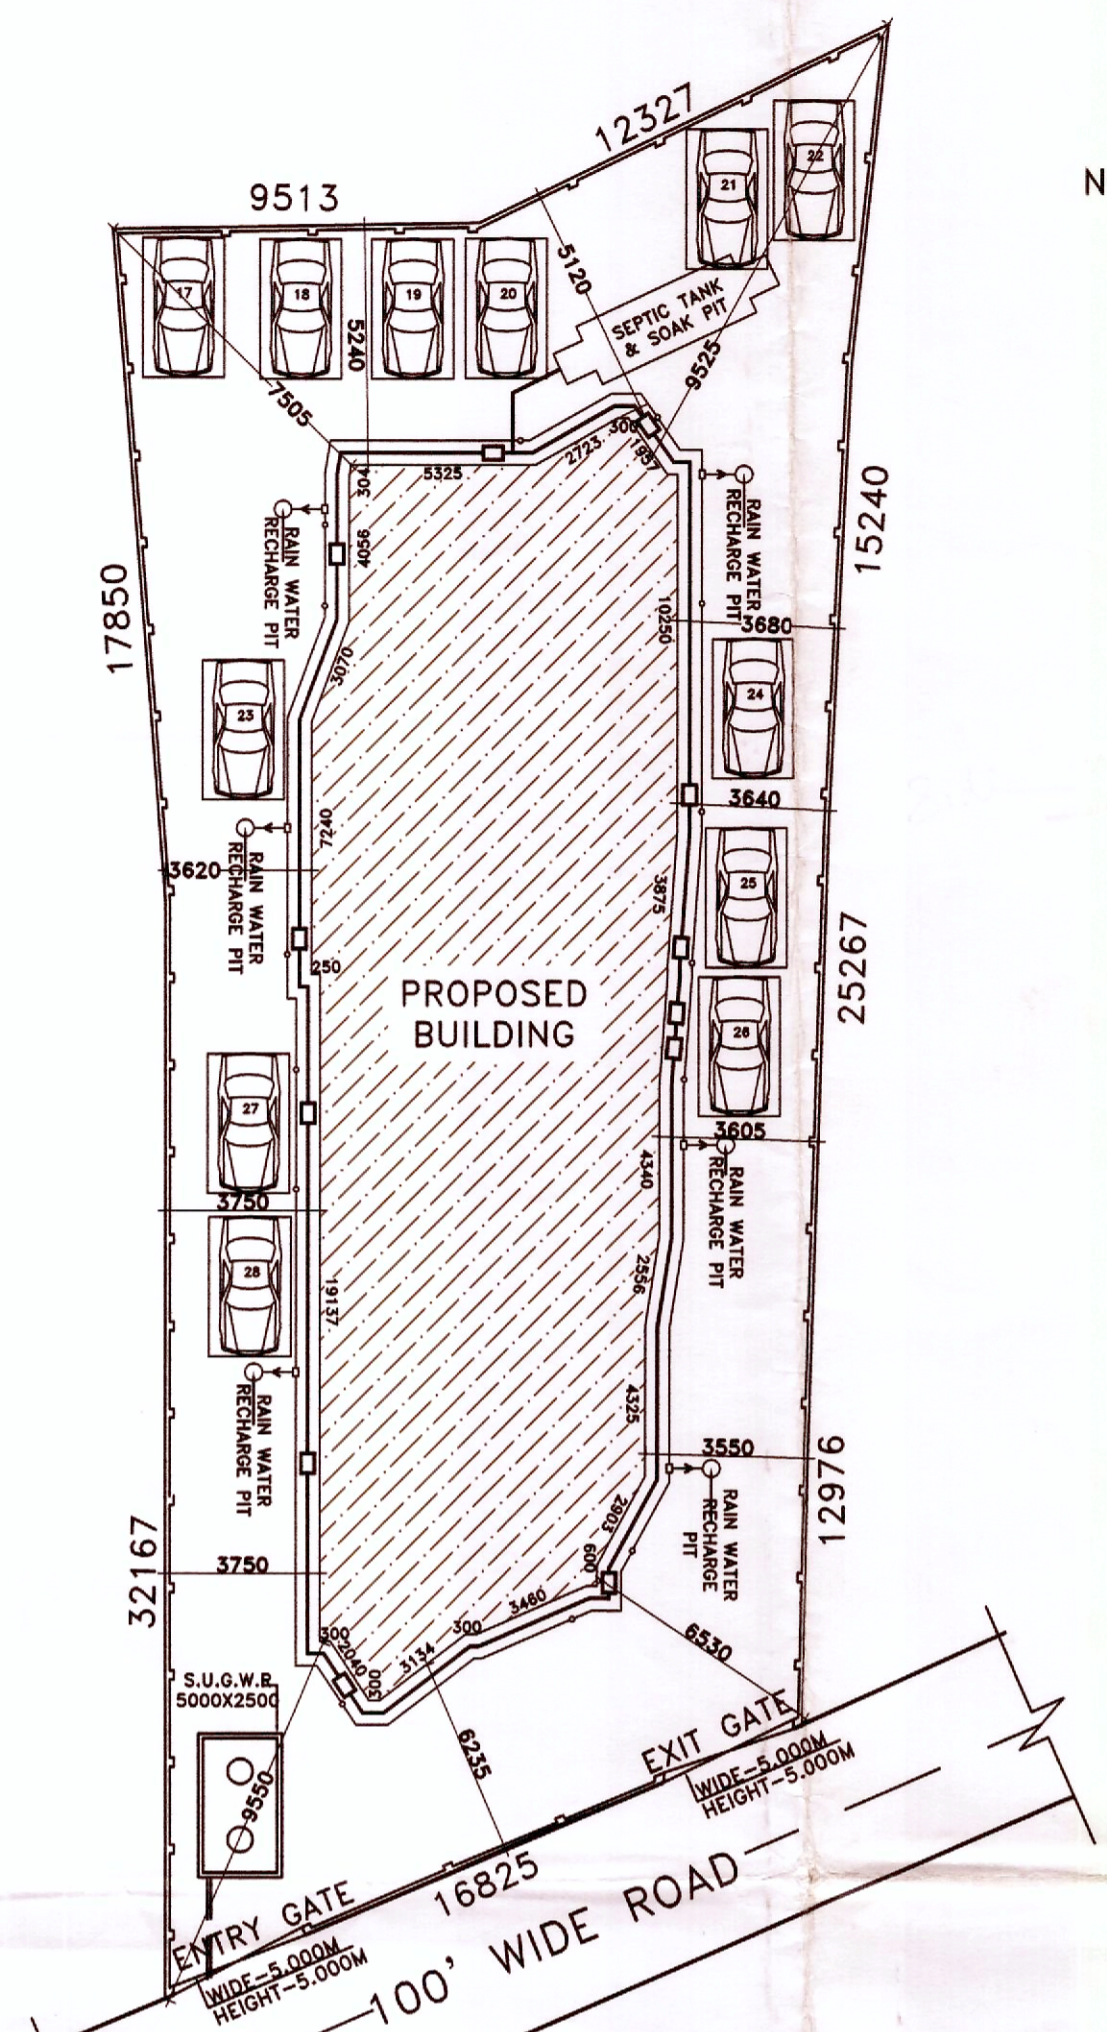 12327
N
9513
21
22
5120
17
18
19
20
5240
SEPTIC TANK
& SOAK PIT
9525
7505
300
2723
1957
5325
304
4056
RAIN WATER
RECHARGE PIT
RAIN WATER
RECHARGE PIT
15240
17850
10250
3680
3070
23
24
7240
3640
3620
RAIN WATER
RECHARGE PIT
3875
25
250
25267
PROPOSED
BUILDING
26
27
3605
4340
RAIN WATER
RECHARGE PIT
3750
28
2556
19137
RAIN WATER
RECHARGE PIT
4325
3550
12976
RAIN WATER
RECHARGE
PIT
2903
32167
3750
600
3460
300
300
2040
3134
300
6530
S.U.G.W.R
5000X2500
6235
EXIT GATE
WIDE-5.000M
HEIGHT-5.000M
9550
16825
ENTRY GATE
WIDE-5.000M
HEIGHT-5.000M
100' WIDE ROAD